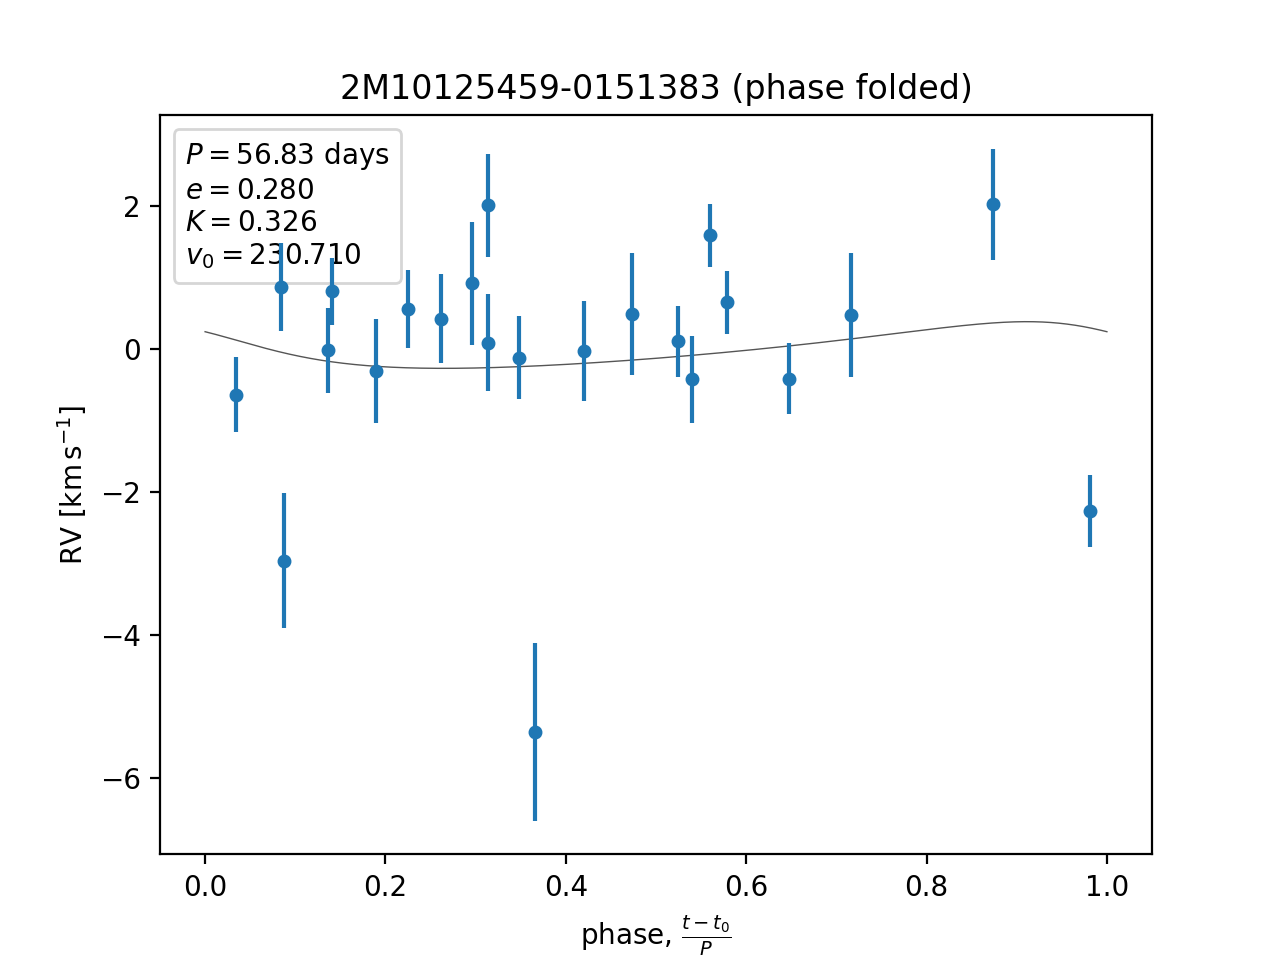 2M10125459-0151383 (phase folded)
P = 56.83 days
e = 0.280
K = 0.326
v₀ = 230.710
2
0
−2
−4
−6
RV [km s⁻¹]
0.0 0.2 0.4 0.6 0.8 1.0
phase, (t − t₀)/P